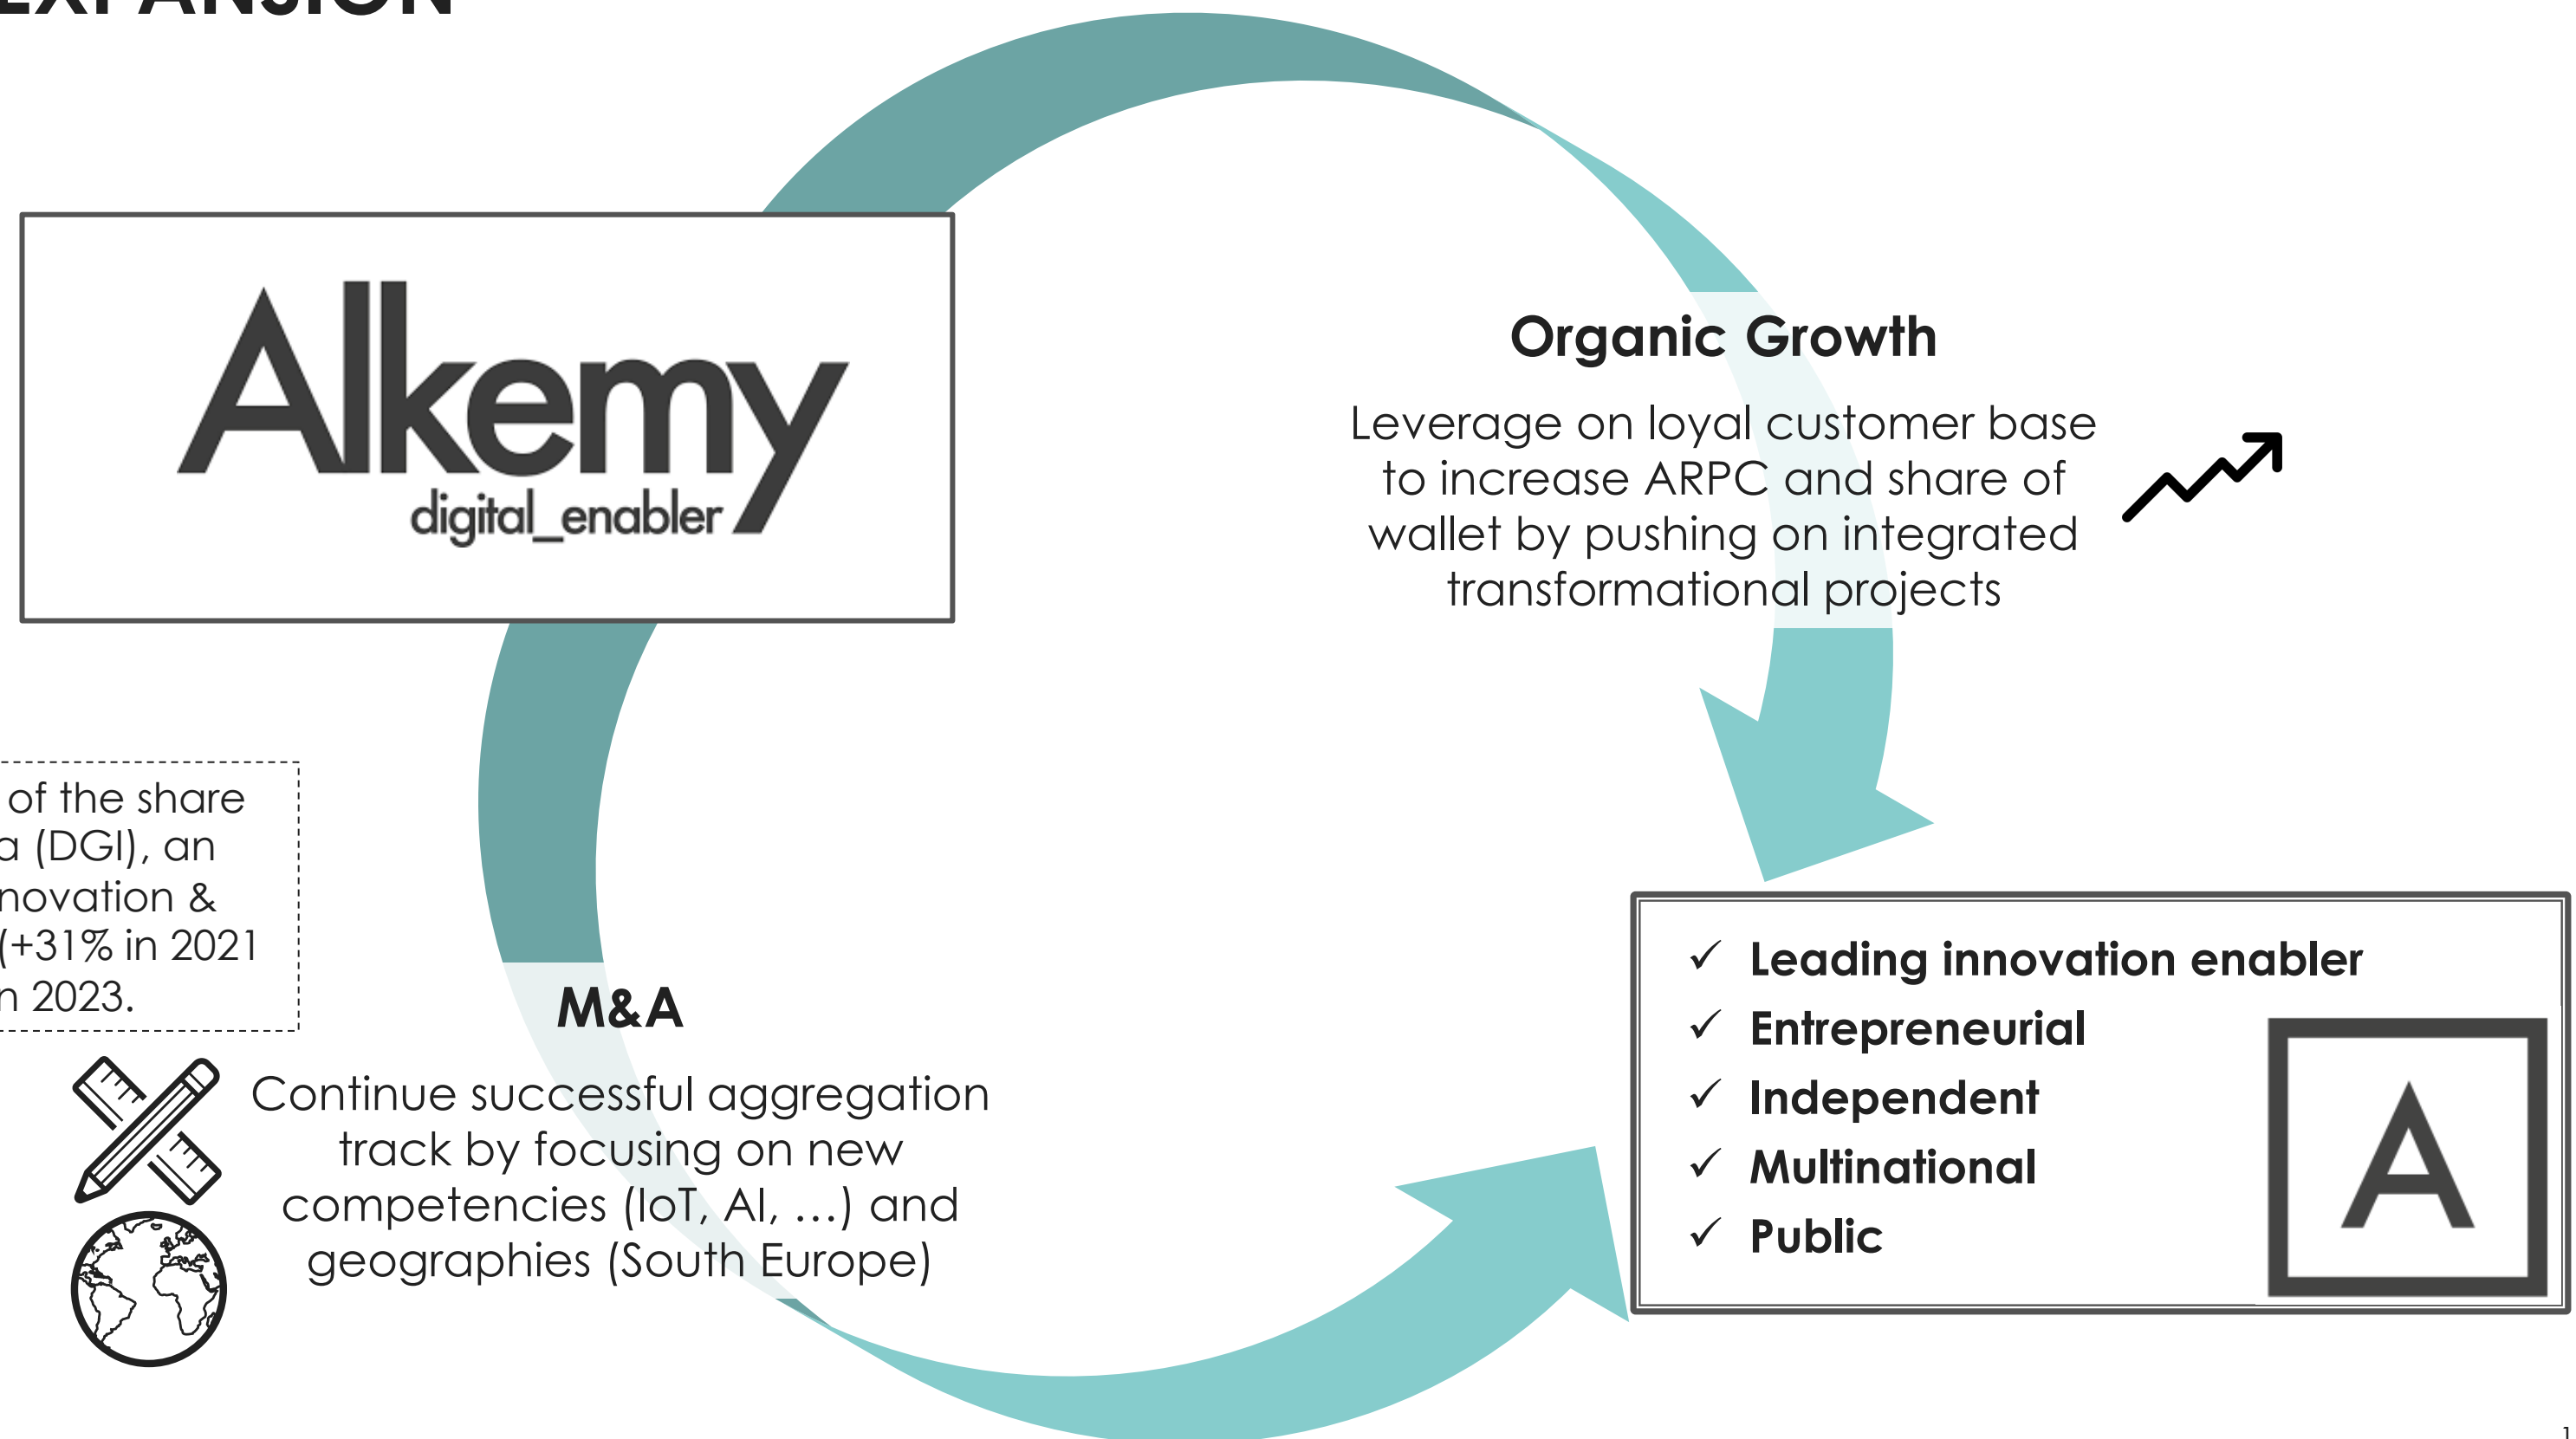 EXPANSION
Alkemy
digital_enabler
Organic Growth
Leverage on loyal customer base
to increase ARPC and share of
wallet by pushing on integrated
transformational projects
of the share
(DGI), an
&
(+31% in 2021
2023.
M&A
Continue successful aggregation
track by focusing on new
competencies (IoT, AI, …) and
geographies (South Europe)
✓ Leading innovation enabler
✓ Entrepreneurial
✓ Independent
✓ Multinational
✓ Public
A
1